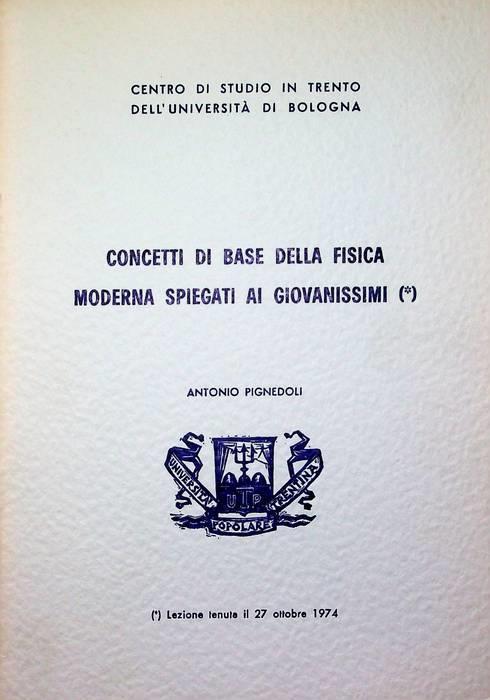 CENTRO DI STUDIO IN TRENTO
DELL'UNIVERSITÀ DI BOLOGNA
CONCETTI DI BASE DELLA FISICA
MODERNA SPIEGATI AI GIOVANISSIMI (*)
ANTONIO PIGNEDOLI
UNIVERSITA'
UTP
POPOLARE
TRENTINA
(*) Lezione tenuta il 27 ottobre 1974